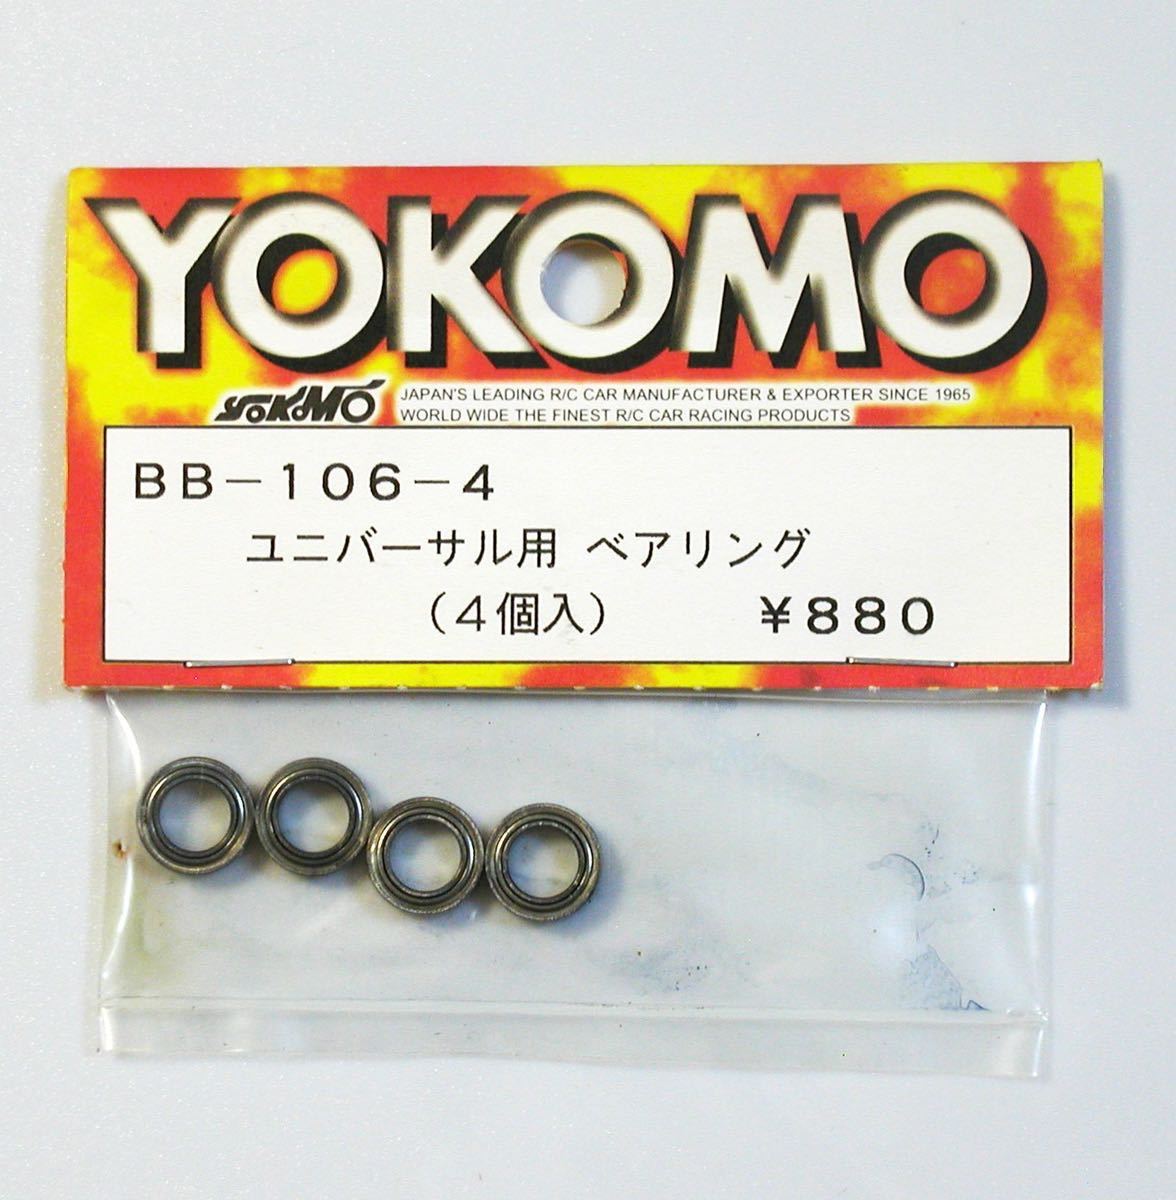 YOKOMO
YOKOMO
JAPAN'S LEADING R/C CAR MANUFACTURER & EXPORTER SINCE 1965
WORLD WIDE THE FINEST R/C CAR RACING PRODUCTS
BB-106-4
ユニバーサル用 ベアリング
(4個入) ¥880